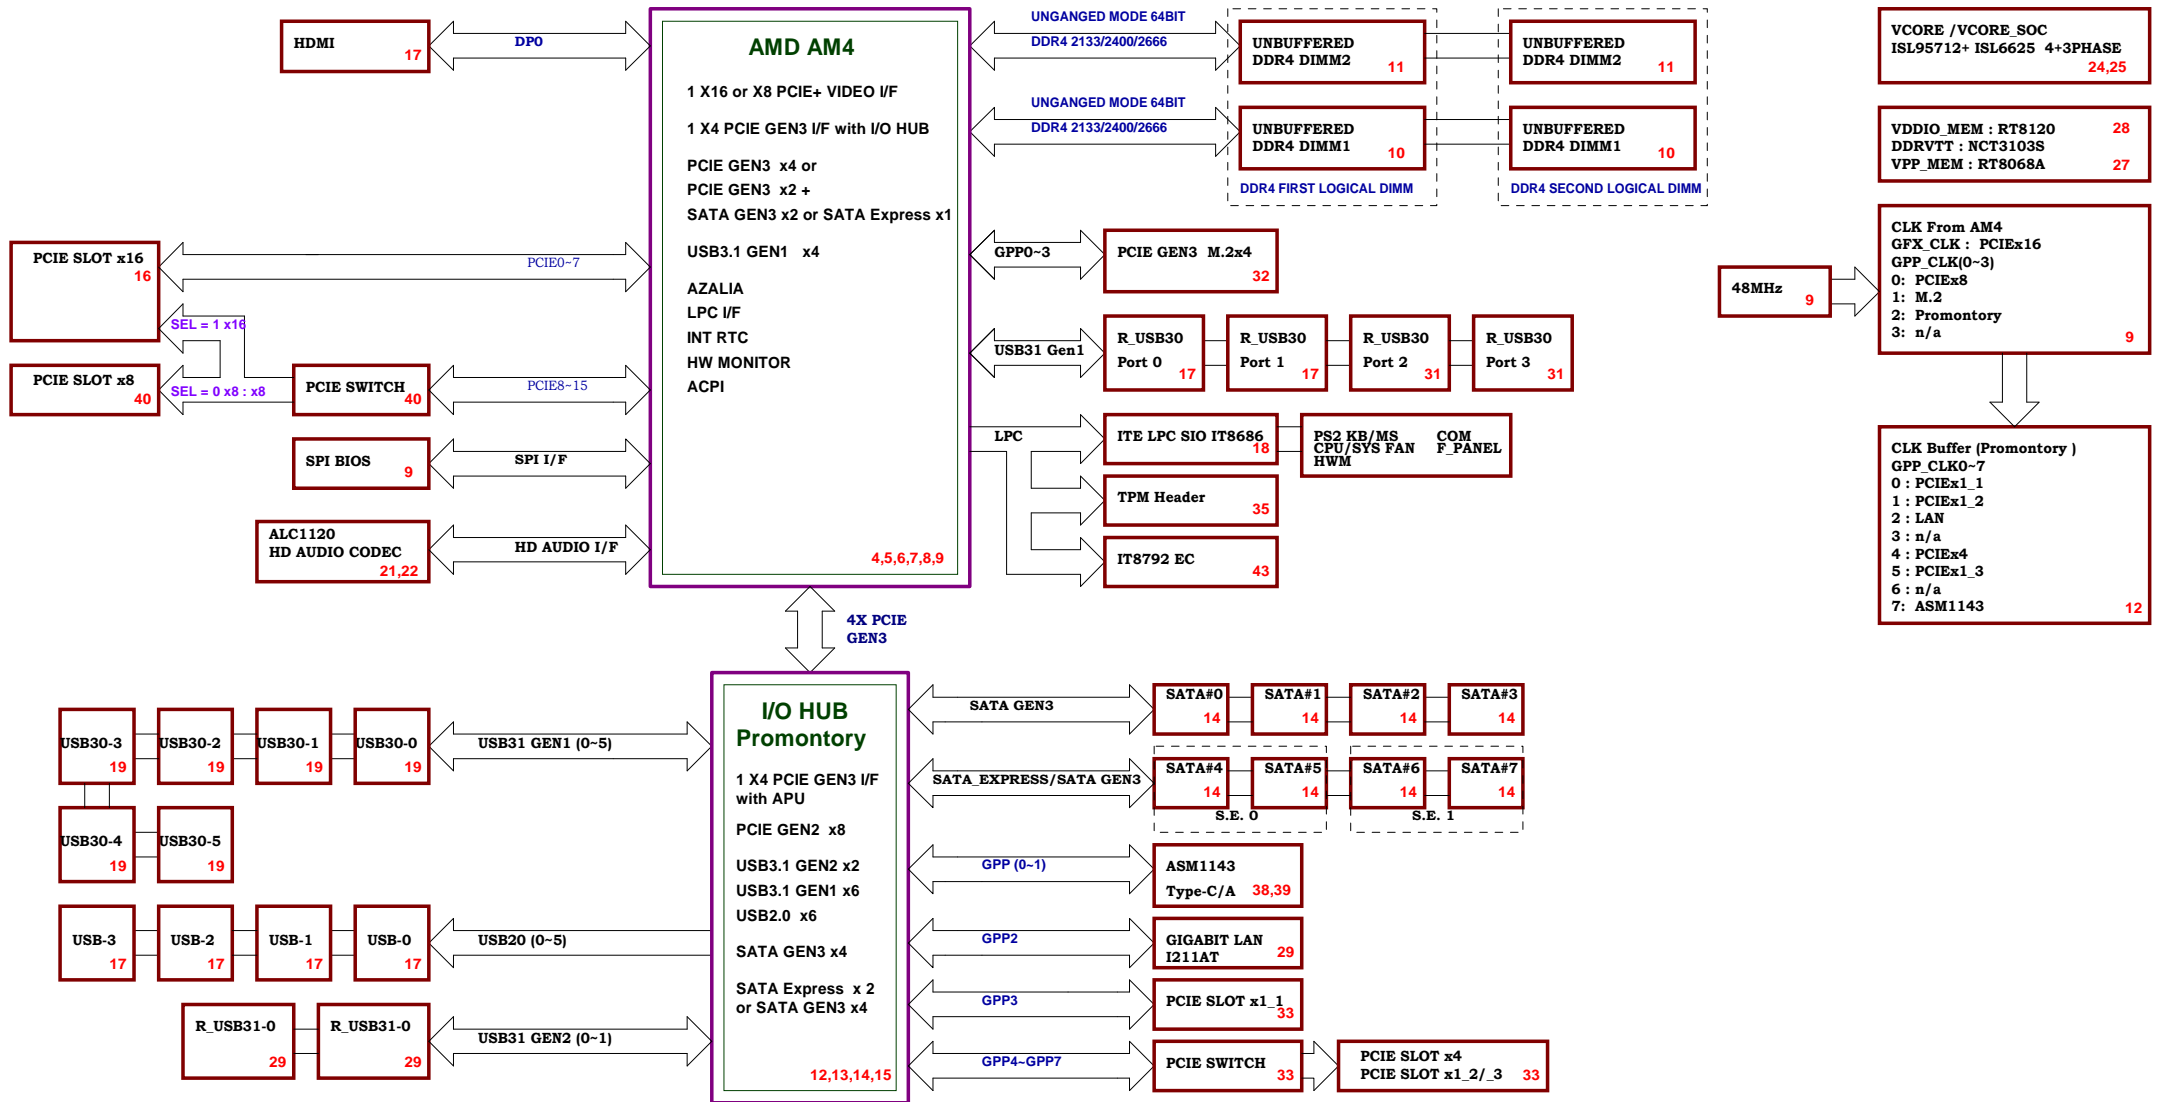 HDMI
17
DP0
AMD AM4
1 X16 or X8 PCIE+ VIDEO I/F
1 X4 PCIE GEN3 I/F with I/O HUB
PCIE GEN3 x4 or
PCIE GEN3 x2 +
SATA GEN3 x2 or SATA Express x1
USB3.1 GEN1 x4
AZALIA
LPC I/F
INT RTC
HW MONITOR
ACPI
4,5,6,7,8,9
UNGANGED MODE 64BIT
DDR4 2133/2400/2666
UNBUFFERED
DDR4 DIMM2
11
UNBUFFERED
DDR4 DIMM2
11
UNGANGED MODE 64BIT
DDR4 2133/2400/2666
UNBUFFERED
DDR4 DIMM1
10
UNBUFFERED
DDR4 DIMM1
10
DDR4 FIRST LOGICAL DIMM
DDR4 SECOND LOGICAL DIMM
VCORE /VCORE_SOC
ISL95712+ ISL6625 4+3PHASE
24,25
VDDIO_MEM : RT8120 28
DDRVTT : NCT3103S
VPP_MEM : RT8068A 27
PCIE SLOT x16
16
PCIE0~7
SEL = 1 x16
PCIE SLOT x8
40
SEL = 0 x8 : x8
PCIE SWITCH
40
PCIE8~15
SPI BIOS
9
SPI I/F
ALC1120
HD AUDIO CODEC
21,22
HD AUDIO I/F
GPP0~3
PCIE GEN3 M.2x4
32
USB31 Gen1
R_USB30
Port 0
17
R_USB30
Port 1
17
R_USB30
Port 2
31
R_USB30
Port 3
31
LPC
ITE LPC SIO IT8686
18
PS2 KB/MS COM
CPU/SYS FAN F_PANEL
HWM
TPM Header
35
IT8792 EC
43
48MHz
9
CLK From AM4
GFX_CLK : PCIEx16
GPP_CLK(0~3)
0: PCIEx8
1: M.2
2: Promontory
3: n/a
9
CLK Buffer (Promontory )
GPP_CLK0~7
0 : PCIEx1_1
1 : PCIEx1_2
2 : LAN
3 : n/a
4 : PCIEx4
5 : PCIEx1_3
6 : n/a
7: ASM1143
12
4X PCIE
GEN3
I/O HUB
Promontory
1 X4 PCIE GEN3 I/F
with APU
PCIE GEN2 x8
USB3.1 GEN2 x2
USB3.1 GEN1 x6
USB2.0 x6
SATA GEN3 x4
SATA Express x 2
or SATA GEN3 x4
12,13,14,15
USB30-3
19
USB30-2
19
USB30-1
19
USB30-0
19
USB31 GEN1 (0~5)
USB30-4
19
USB30-5
19
USB-3
17
USB-2
17
USB-1
17
USB-0
17
USB20 (0~5)
R_USB31-0
29
R_USB31-0
29
USB31 GEN2 (0~1)
SATA GEN3
SATA#0
14
SATA#1
14
SATA#2
14
SATA#3
14
SATA_EXPRESS/SATA GEN3
SATA#4
14
SATA#5
14
SATA#6
14
SATA#7
14
S.E. 0
S.E. 1
GPP (0~1)
ASM1143
Type-C/A 38,39
GPP2
GIGABIT LAN
I211AT
29
GPP3
PCIE SLOT x1_1
33
GPP4~GPP7
PCIE SWITCH
33
PCIE SLOT x4
PCIE SLOT x1_2/_3 33